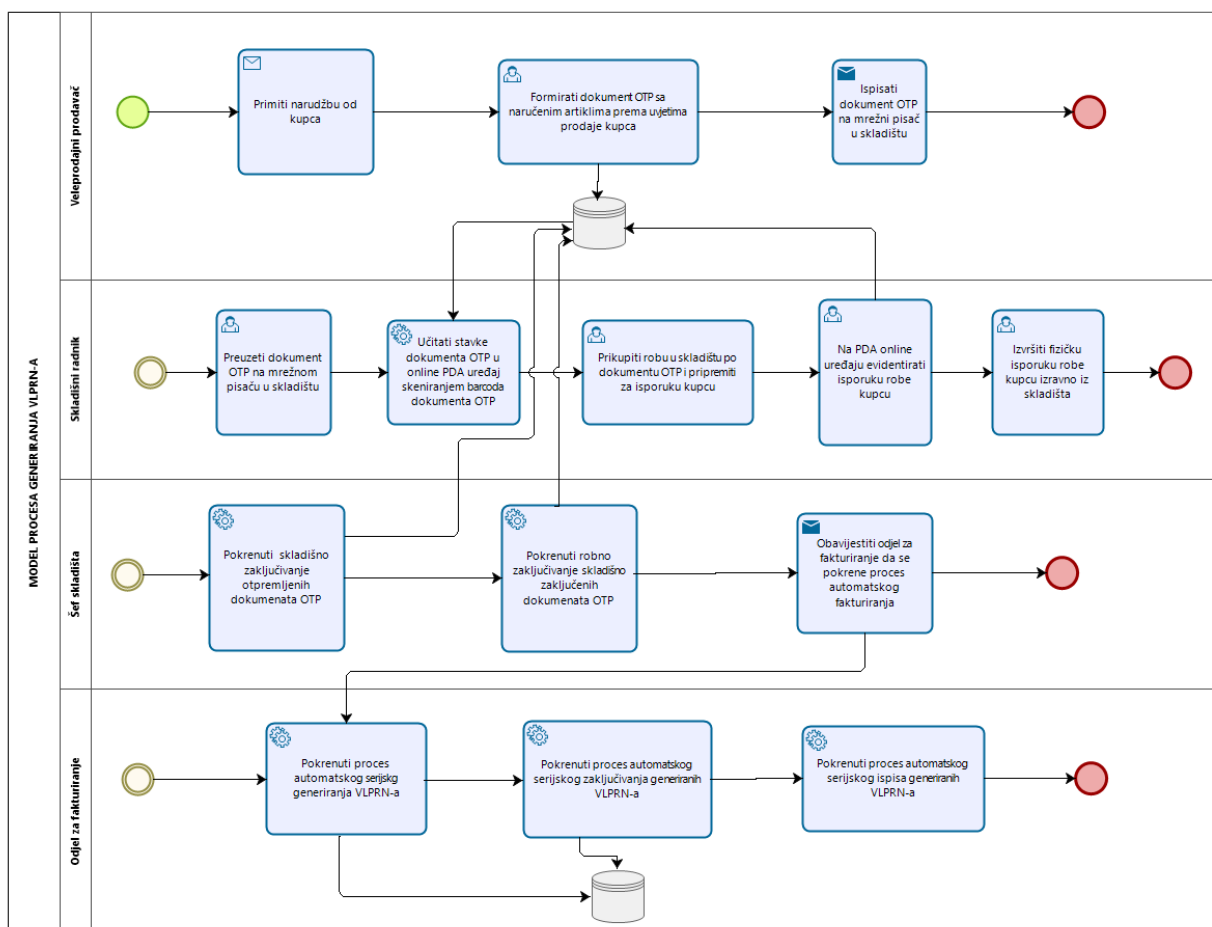 MODEL PROCESA GENERIRANJA VLPRN-A
Veleprodajni prodavač
Primiti narudžbu od
kupca
Formirati dokument OTP sa
naručenim artiklima prema uvjetima
prodaje kupca
Ispisati
dokument OTP
na mrežni pisač
u skladištu
Skladišni radnik
Preuzeti dokument
OTP na mrežnom
pisaču u skladištu
Učitati stavke
dokumenta OTP u
online PDA uređaj
skeniranjem barcoda
dokumenta OTP
Prikupiti robu u skladištu po
dokumentu OTP i pripremiti
za isporuku kupcu
Na PDA online
uređaju evidentirati
isporuku robe
kupcu
Izvršiti fizičku
isporuku robe
kupcu izravno iz
skladišta
Šef skladišta
Pokrenuti skladišno
zaključivanje
otpremljenih
dokumenata OTP
Pokrenuti robno
zaključivanje skladišno
zaključenih
dokumenata OTP
Obavijestiti odjel za
fakturiranje da se
pokrene proces
automatskog
fakturiranja
Odjel za fakturiranje
Pokrenuti proces
automatskog serijskg
generiranja VLPRN-a
Pokrenuti proces automatskog
serijskog zaključivanja generiranih
VLPRN-a
Pokrenuti proces automatskog
serijskog ispisa generiranih
VLPRN-a